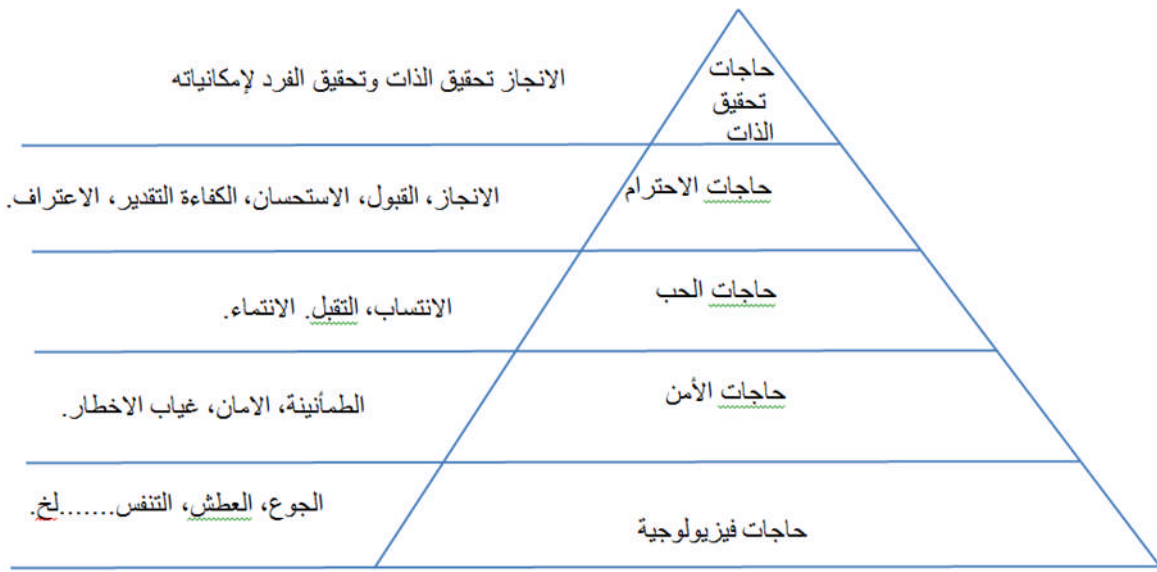 حاجات
تحقيق
الذات
الانجاز تحقيق الذات وتحقيق الفرد لإمكانياته
حاجات الاحترام
الانجاز، القبول، الاستحسان، الكفاءة التقدير، الاعتراف.
حاجات الحب
الانتساب، التقبل. الانتماء.
حاجات الأمن
الطمأنينة، الامان، غياب الاخطار.
حاجات فيزيولوجية
الجوع، العطش، التنفس.......لخ.